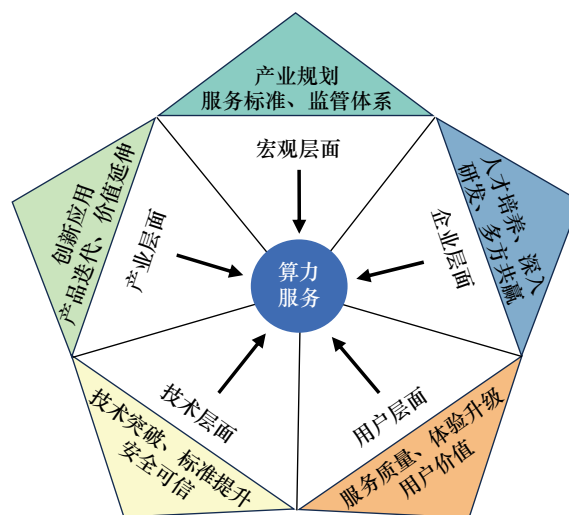 产业规划
服务标准、监管体系
宏观层面
创新应用
产品迭代、价值延伸
产业层面
人才培养、深入
研发、多方共赢
企业层面
算力
服务
技术层面
技术突破、标准提升
安全可信
用户层面
服务质量、体验升级
用户价值